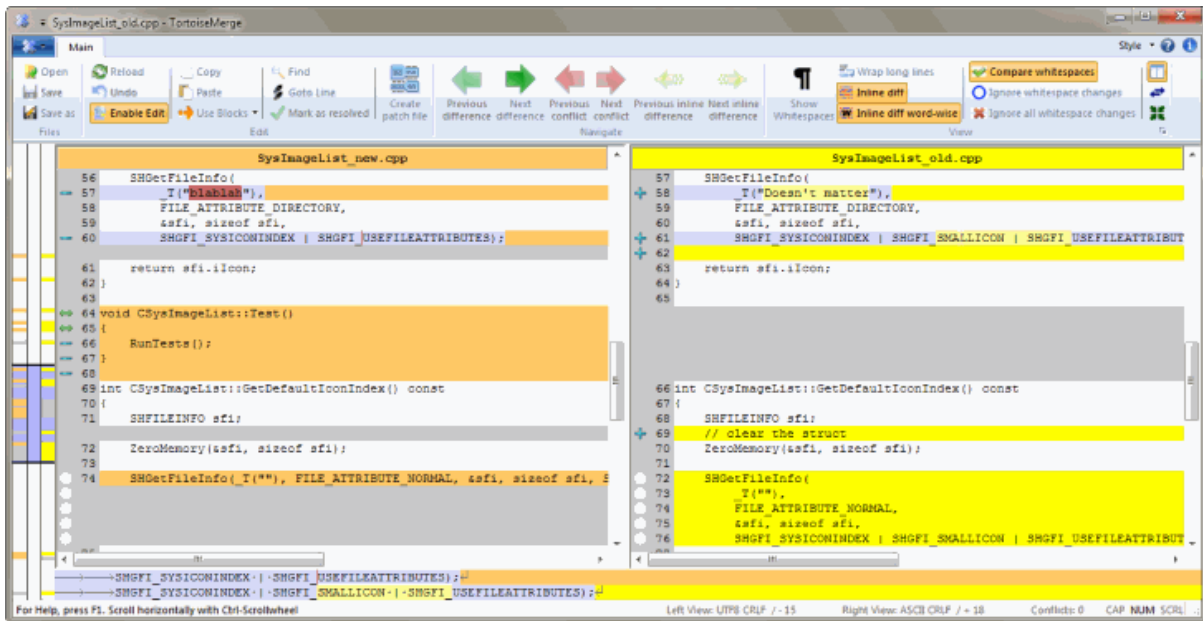 SysImageList_old.cpp - TortoiseMerge
Main
Style
Open
Save
Save as
Files
Reload
Undo
Enable Edit
Copy
Paste
Use Blocks
Find
Goto Line
Mark as resolved
Edit
Create patch file
Previous difference
Next difference
Previous conflict
Next conflict
Previous inline difference
Next inline difference
Navigate
Show Whitespaces
Wrap long lines
Inline diff
Inline diff word-wise
Compare whitespaces
Ignore whitespace changes
Ignore all whitespace changes
View
SysImageList_new.cpp
56 SHGetFileInfo(
57 _T("blablah"),
58 FILE_ATTRIBUTE_DIRECTORY,
59 &sfi, sizeof sfi,
60 SHGFI_SYSICONINDEX | SHGFI_USEFILEATTRIBUTES);
61 return sfi.iIcon;
62 }
63
64 void CSysImageList::Test()
65 {
66 RunTests();
67 }
68
69 int CSysImageList::GetDefaultIconIndex() const
70 {
71 SHFILEINFO sfi;
72 ZeroMemory(&sfi, sizeof sfi);
73
74 SHGetFileInfo(_T(""), FILE_ATTRIBUTE_NORMAL, &sfi, sizeof sfi, S
SysImageList_old.cpp
57 SHGetFileInfo(
58 _T("Doesn't matter"),
59 FILE_ATTRIBUTE_DIRECTORY,
60 &sfi, sizeof sfi,
61 SHGFI_SYSICONINDEX | SHGFI_SMALLICON | SHGFI_USEFILEATTRIBUT
62
63 return sfi.iIcon;
64 }
65
66 int CSysImageList::GetDefaultIconIndex() const
67 {
68 SHFILEINFO sfi;
69 // clear the struct
70 ZeroMemory(&sfi, sizeof sfi);
71
72 SHGetFileInfo(
73 _T(""),
74 FILE_ATTRIBUTE_NORMAL,
75 &sfi, sizeof sfi,
76 SHGFI_SYSICONINDEX | SHGFI_SMALLICON | SHGFI_USEFILEATTRIBUT
SHGFI_SYSICONINDEX·|·SHGFI_USEFILEATTRIBUTES);
SHGFI_SYSICONINDEX·|·SHGFI_SMALLICON·|·SHGFI_USEFILEATTRIBUTES);
For Help, press F1. Scroll horizontally with Ctrl-Scrollwheel
Left View: UTF8 CRLF / - 15
Right View: ASCII CRLF / + 18
Conflicts: 0
CAP NUM SCRL